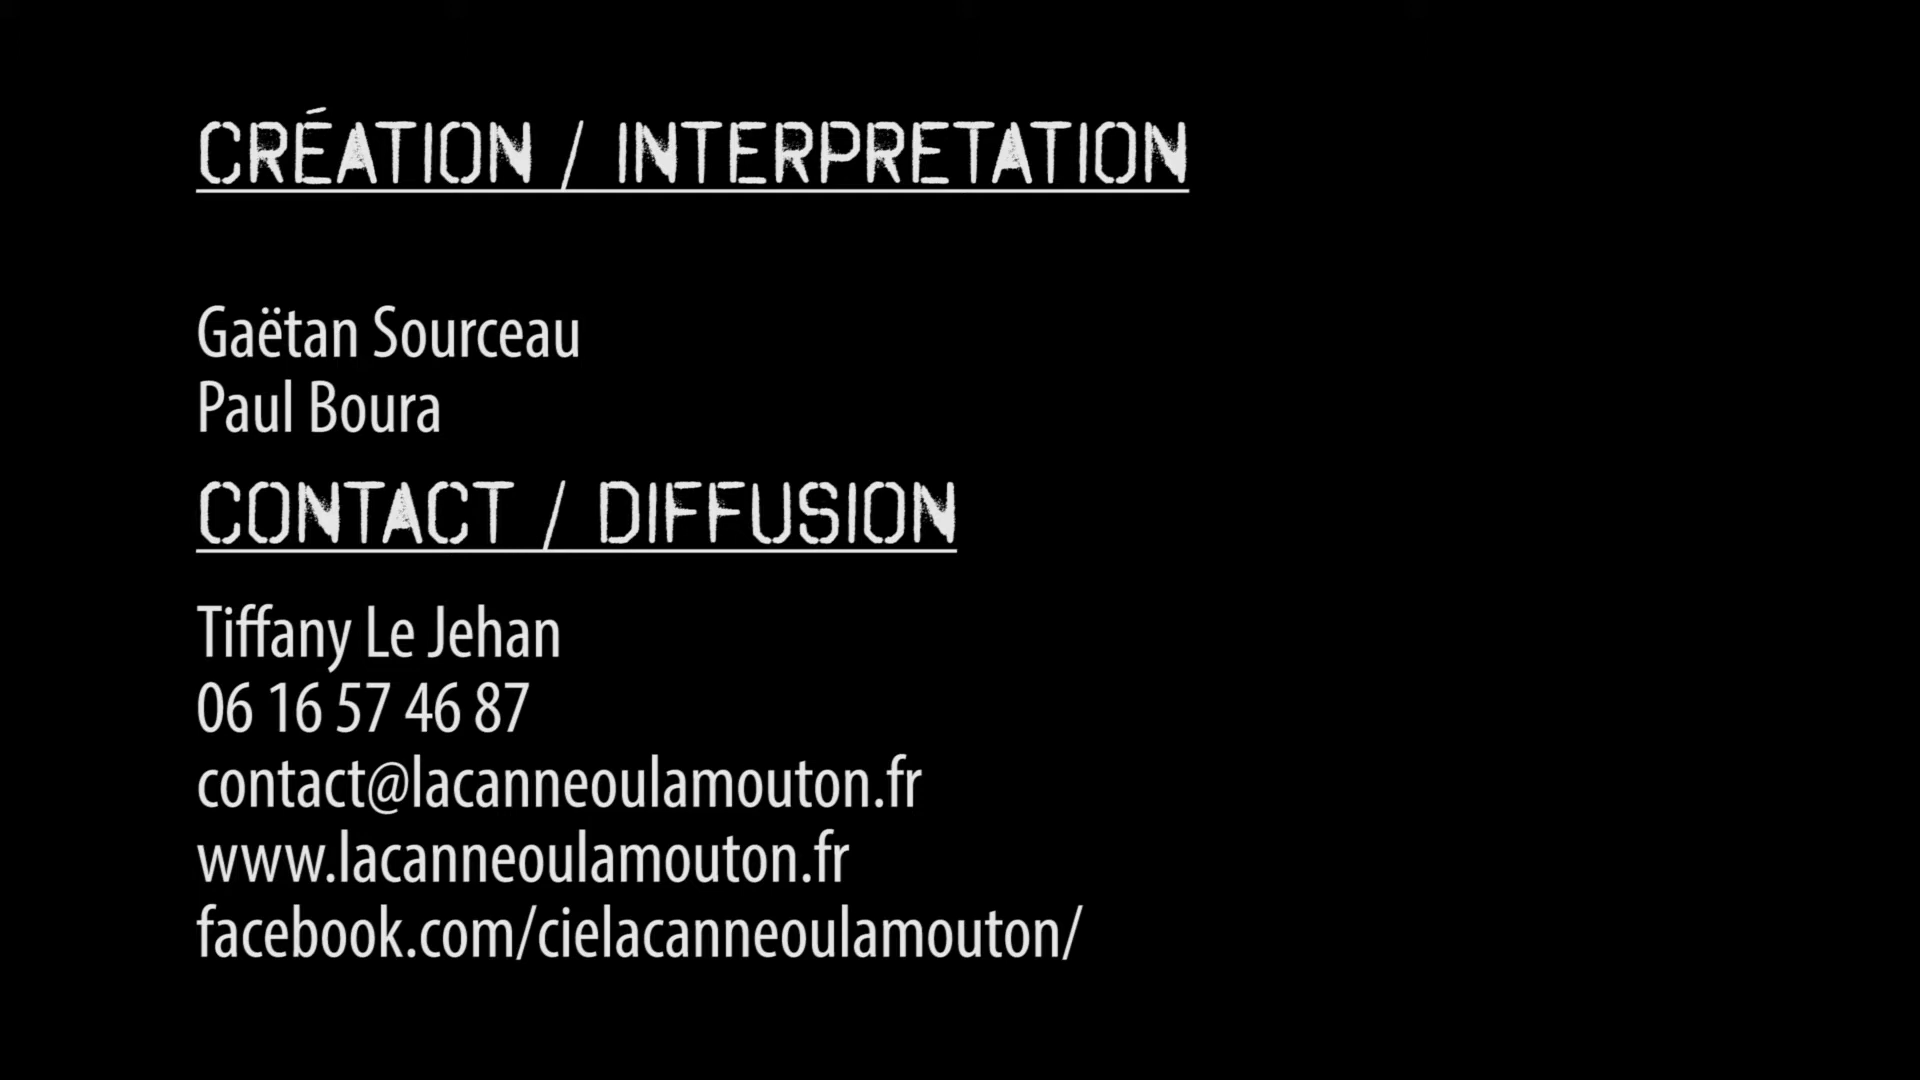 CRÉATION / INTERPRETATION
Gaëtan Sourceau
Paul Boura
CONTACT / DIFFUSION
Tiffany Le Jehan
06 16 57 46 87
contact@lacanneoulamouton.fr
www.lacanneoulamouton.fr
facebook.com/cielacanneoulamouton/